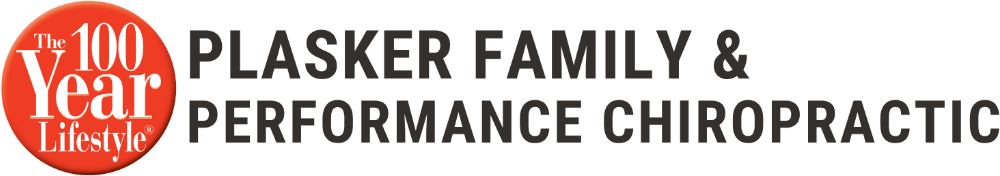 The 100
Year
Lifestyle®
PLASKER FAMILY &
PERFORMANCE CHIROPRACTIC